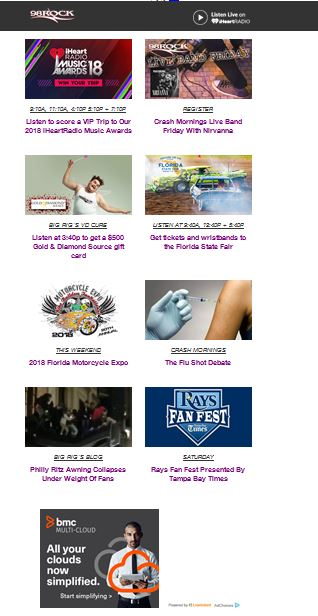 98ROCK
Listen Live on
iHeartRADIO
iHeart
RADIO
MUSIC
AWARDS 18
WIN YOUR TRIP
98ROCK
LIVE BAND FRIDAY
9:10A, 11:10A, 4:10P 5:10P + 7:10P
Listen to score a VIP Trip to Our
2018 iHeartRadio Music Awards
REGISTER
Crash Mornings Live Band
Friday With Nirvanna
FLORIDA
BIG RIG'S VD CURE
Listen at 3:40p to get a $500
Gold & Diamond Source gift
card
LISTEN AT 9:40A, 12:40P + 5:40P
Get tickets and wristbands to
the Florida State Fair
MOTORCYCLE EXPO
2018
30TH
ANNUAL
THIS WEEKEND
2018 Florida Motorcycle Expo
CRASH MORNINGS
The Flu Shot Debate
RAYS
FAN FEST
Times
BIG RIG'S BLOG
Philly Ritz Awning Collapses
Under Weight Of Fans
SATURDAY
Rays Fan Fest Presented By
Tampa Bay Times
bmc
MULTI-CLOUD
All your
clouds
now
simplified.
Start simplifying >
Powered by
AdChoices